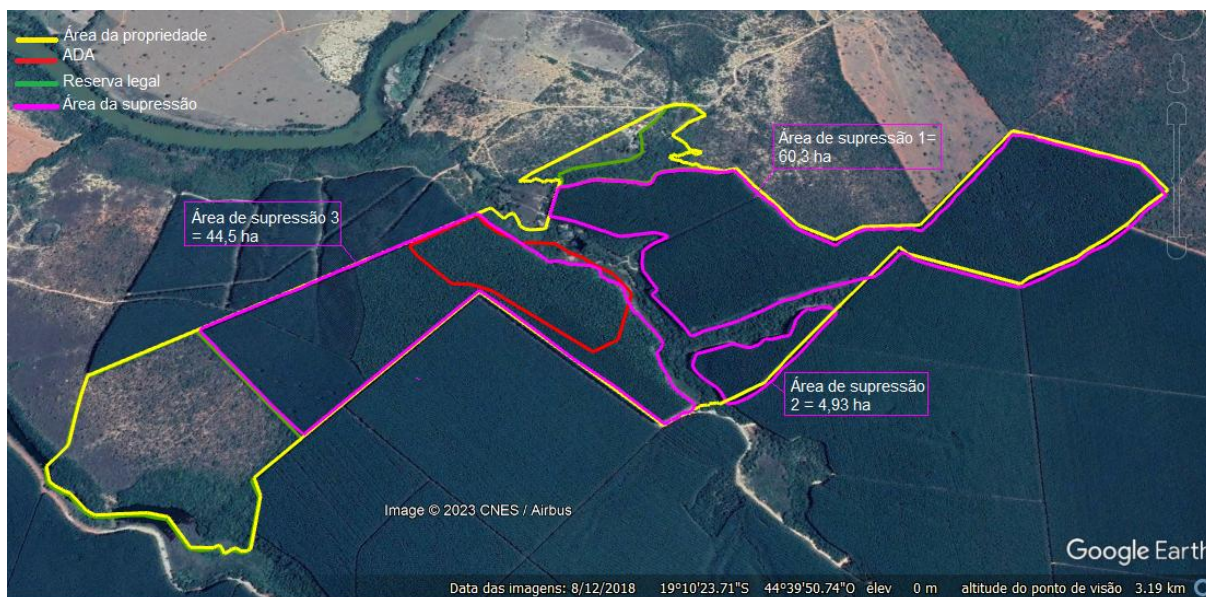 Área da propriedade
ADA
Reserva legal
Área da supressão
Área de supressão 1=
60,3 ha
Área de supressão 3
= 44,5 ha
Área de supressão
2 = 4,93 ha
Image © 2023 CNES / Airbus
Google Earth
Data das imagens: 8/12/2018 19°10'23.71"S 44°39'50.74"O elev 0 m altitude do ponto de visão 3.19 km